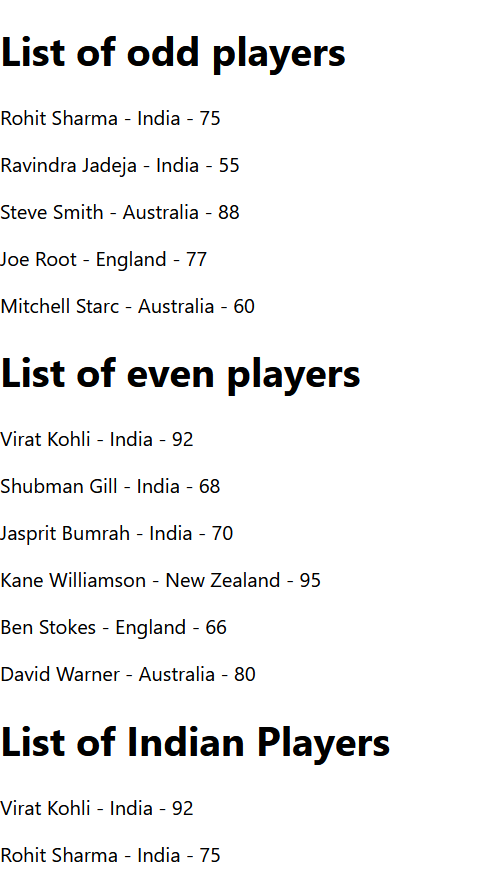 List of odd players
Rohit Sharma - India - 75
Ravindra Jadeja - India - 55
Steve Smith - Australia - 88
Joe Root - England - 77
Mitchell Starc - Australia - 60
List of even players
Virat Kohli - India - 92
Shubman Gill - India - 68
Jasprit Bumrah - India - 70
Kane Williamson - New Zealand - 95
Ben Stokes - England - 66
David Warner - Australia - 80
List of Indian Players
Virat Kohli - India - 92
Rohit Sharma - India - 75